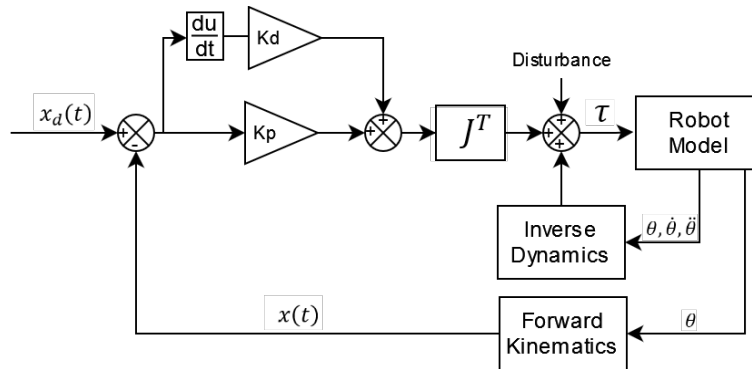 du
dt
Kd
Disturbance
x_d(t)
+
-
Kp
+
+
J^T
+
+
+
τ
Robot
Model
Inverse
Dynamics
θ, θ̇, θ̈
x(t)
Forward
Kinematics
θ